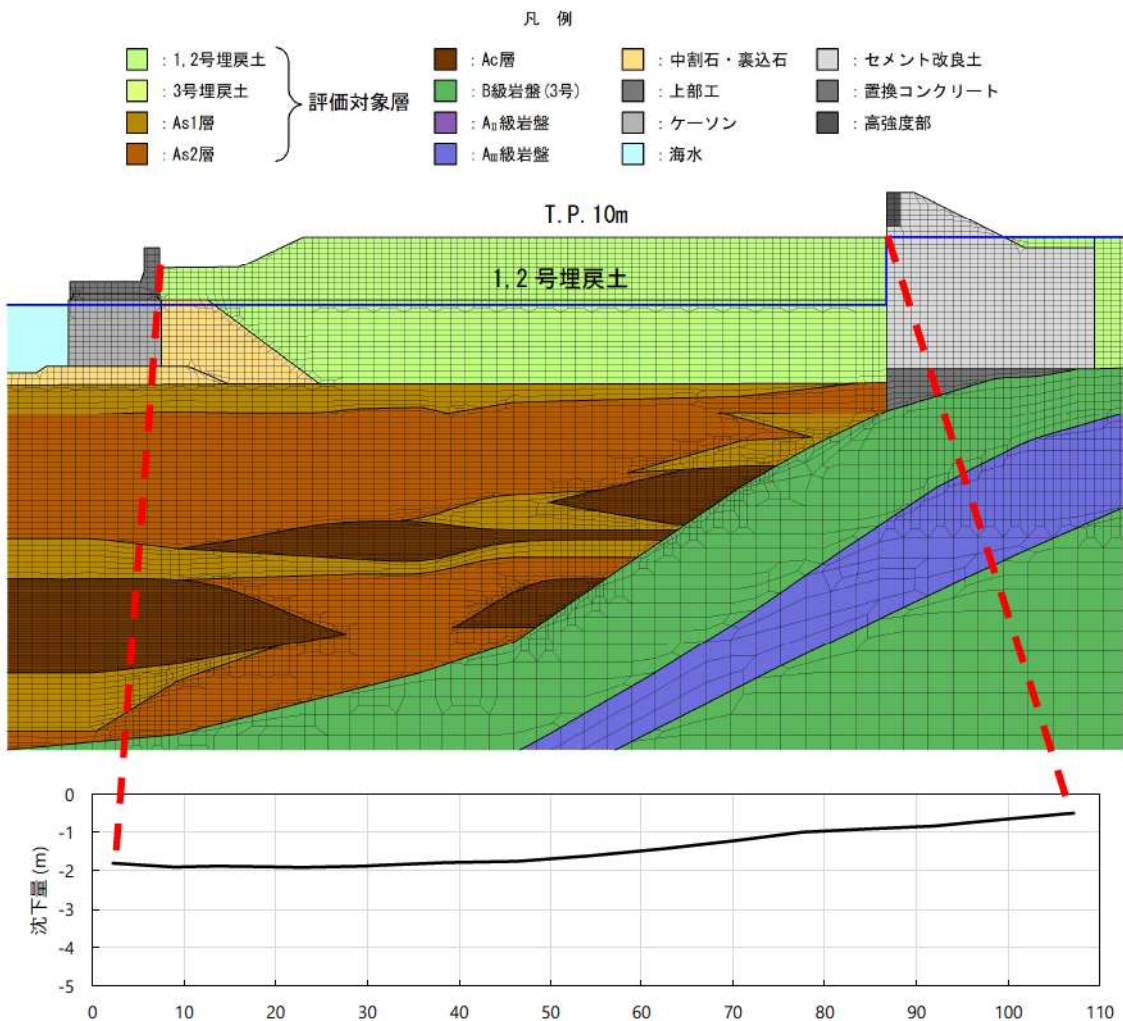 凡 例
：1,2号埋戻土
：3号埋戻土
：As1層
：As2層
評価対象層
：Ac層
：B級岩盤(3号)
：AⅡ級岩盤
：AⅢ級岩盤
：中割石・裏込石
：上部工
：ケーソン
：海水
：セメント改良土
：置換コンクリート
：高強度部
T.P.10m
1,2号埋戻土
沈下量(m)
0
-1
-2
-3
-4
-5
0 10 20 30 40 50 60 70 80 90 100 110